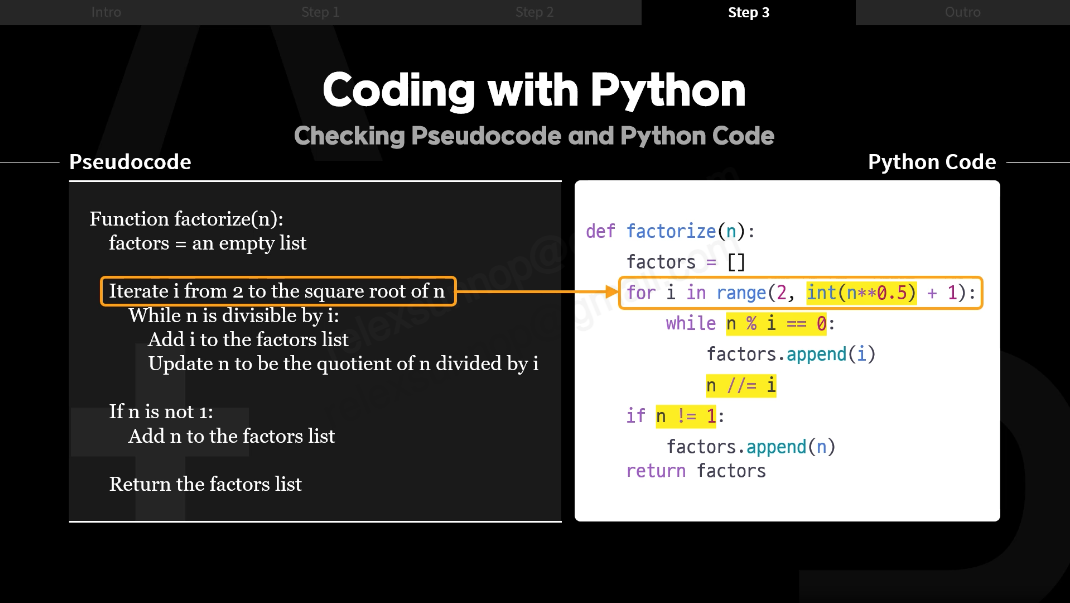 Intro
Step 1
Step 2
Step 3
Outro
Coding with Python
Checking Pseudocode and Python Code
Pseudocode
Function factorize(n):
factors = an empty list
Iterate i from 2 to the square root of n
While n is divisible by i:
Add i to the factors list
Update n to be the quotient of n divided by i
If n is not 1:
Add n to the factors list
Return the factors list
Python Code
def factorize(n):
factors = []
for i in range(2, int(n**0.5) + 1):
while n % i == 0:
factors.append(i)
n //= i
if n != 1:
factors.append(n)
return factors